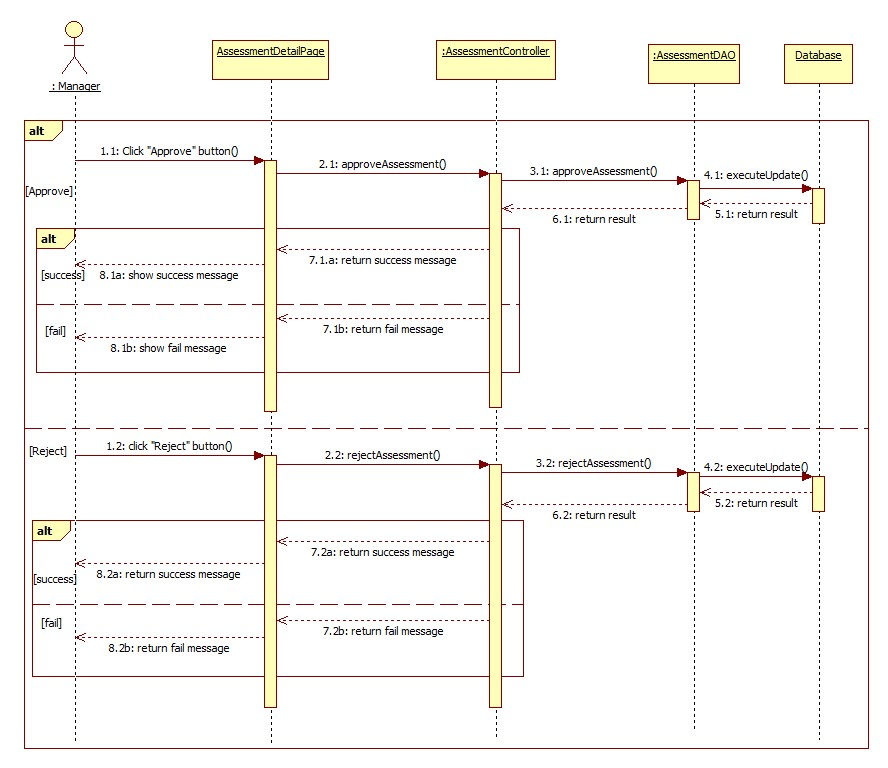 AssessmentDetailPage
:AssessmentController
:AssessmentDAO
Database
: Manager
alt
1.1: Click "Approve" button()
2.1: approveAssessment()
3.1: approveAssessment()
4.1: executeUpdate()
[Approve]
5.1: return result
6.1: return result
alt
7.1.a: return success message
[success]
8.1a: show success message
7.1b: return fail message
[fail]
8.1b: show fail message
1.2: click "Reject" button()
[Reject]
2.2: rejectAssessment()
3.2: rejectAssessment()
4.2: executeUpdate()
5.2: return result
6.2: return result
alt
7.2a: return success message
8.2a: return success message
[success]
[fail]
7.2b: return fail message
8.2b: return fail message